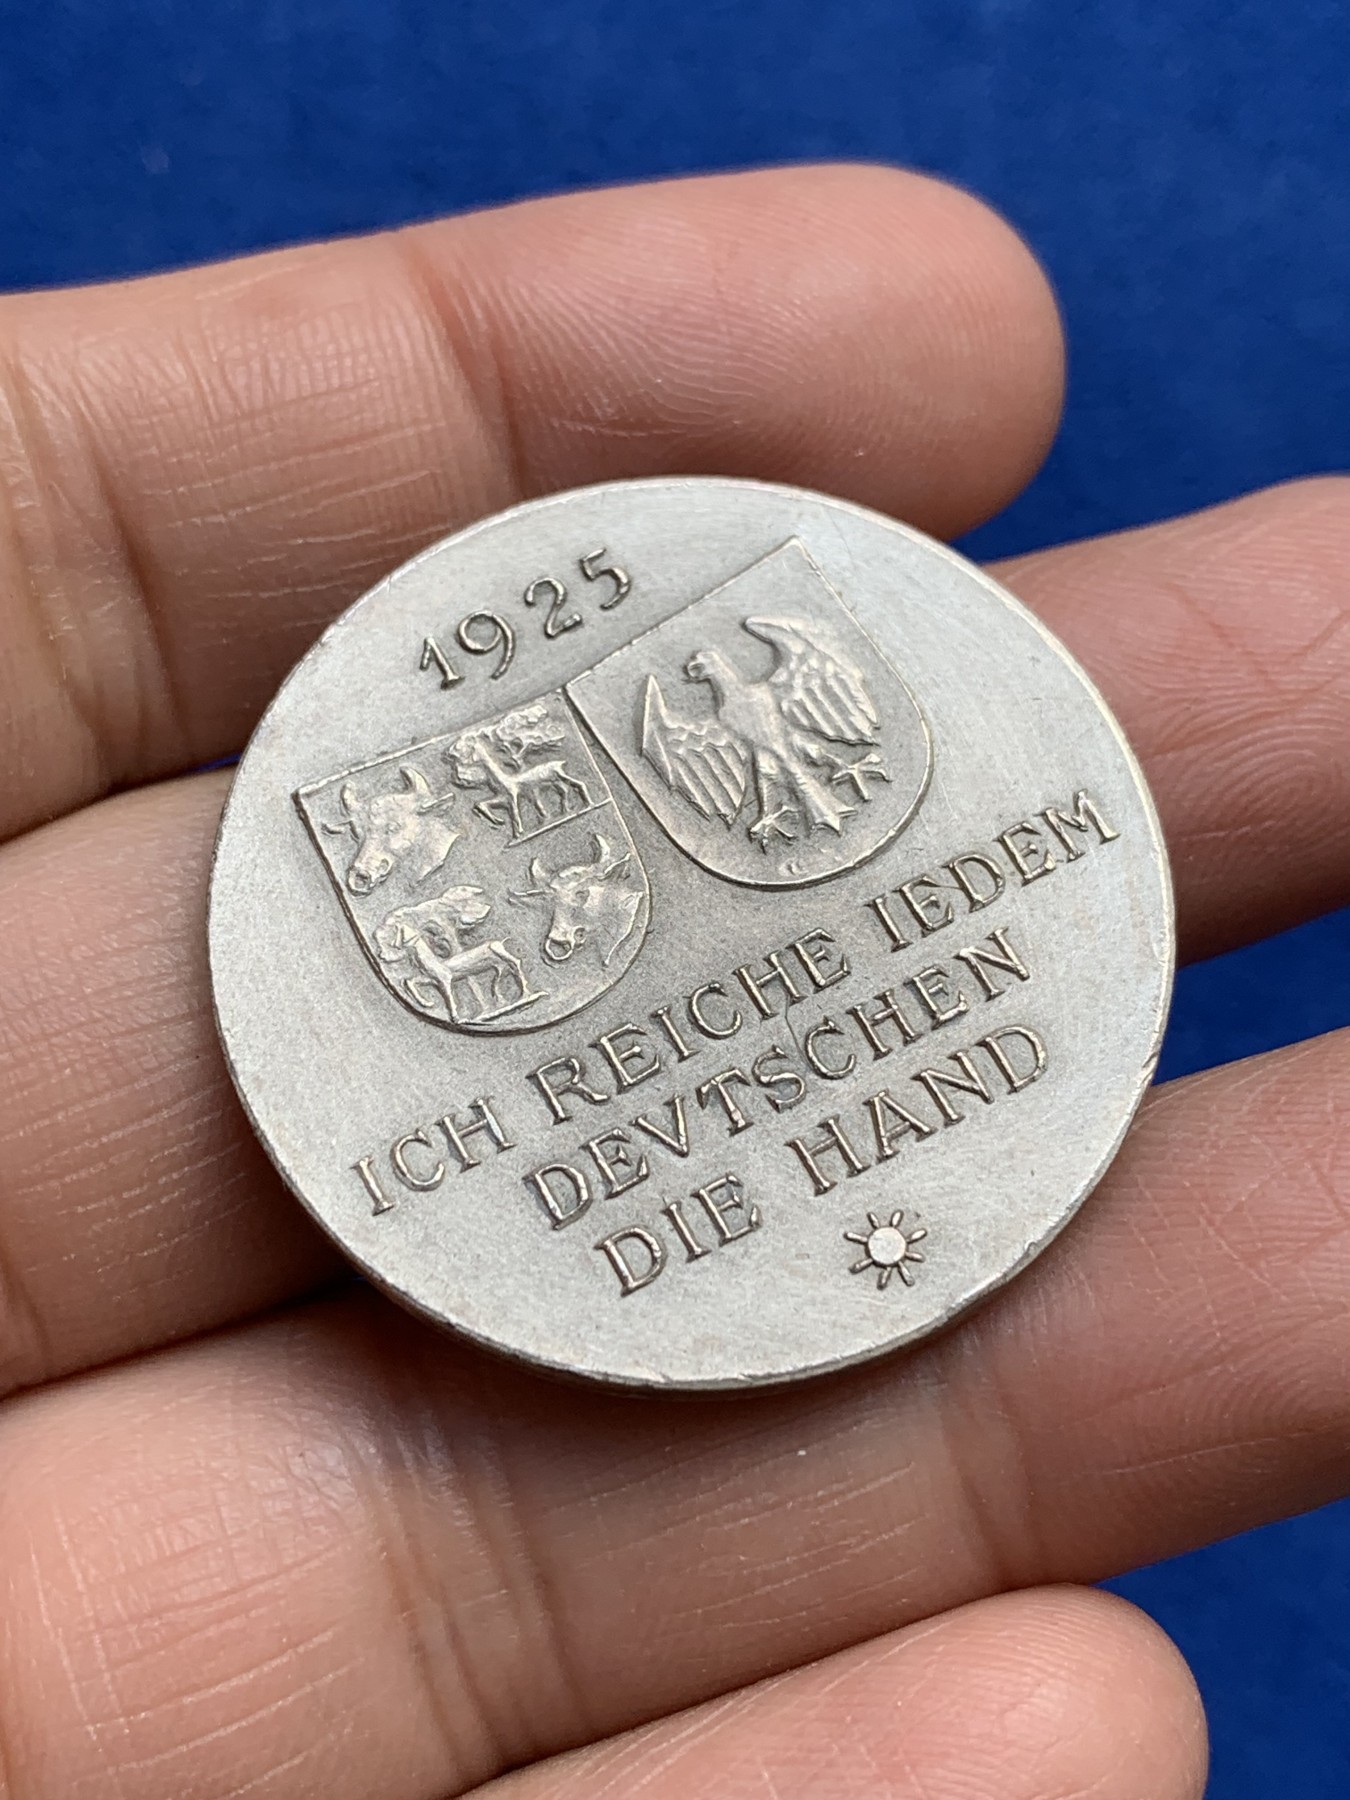 1925
ICH REICHE IEDEM
DEVTSCHEN
DIE HAND